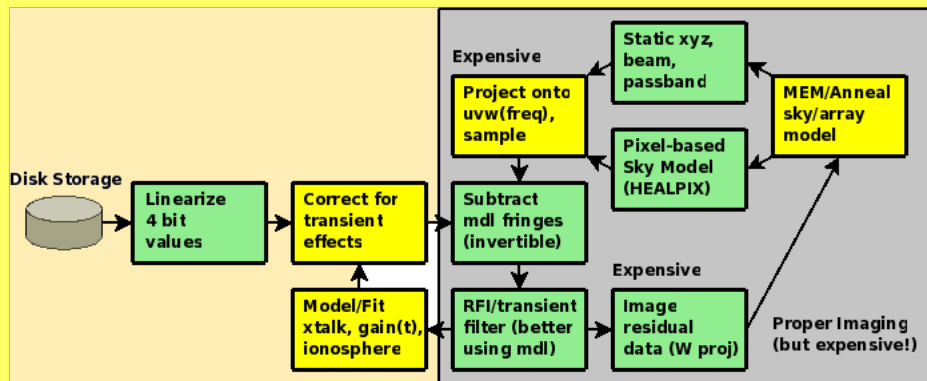 Disk Storage
Linearize
4 bit
values
Correct for
transient
effects
Model/Fit
xtalk, gain(t),
ionosphere
Expensive
Project onto
uvw(freq),
sample
Subtract
mdl fringes
(invertible)
RFI/transient
filter (better
using mdl)
Static xyz,
beam,
passband
Pixel-based
Sky Model
(HEALPIX)
Expensive
Image
residual
data (W proj)
MEM/Anneal
sky/array
model
Proper Imaging
(but expensive!)